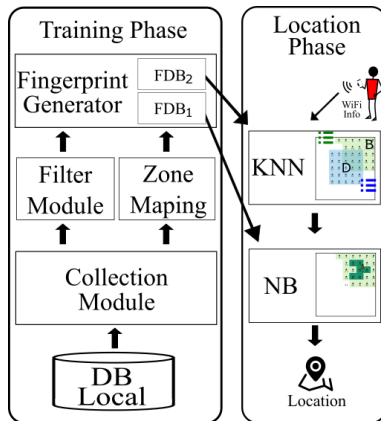 Training Phase
Fingerprint
Generator
FDB2
FDB1
Filter
Module
Zone
Maping
Collection
Module
DB
Local
Location
Phase
WiFi
Info
KNN
B
D
NB
Location